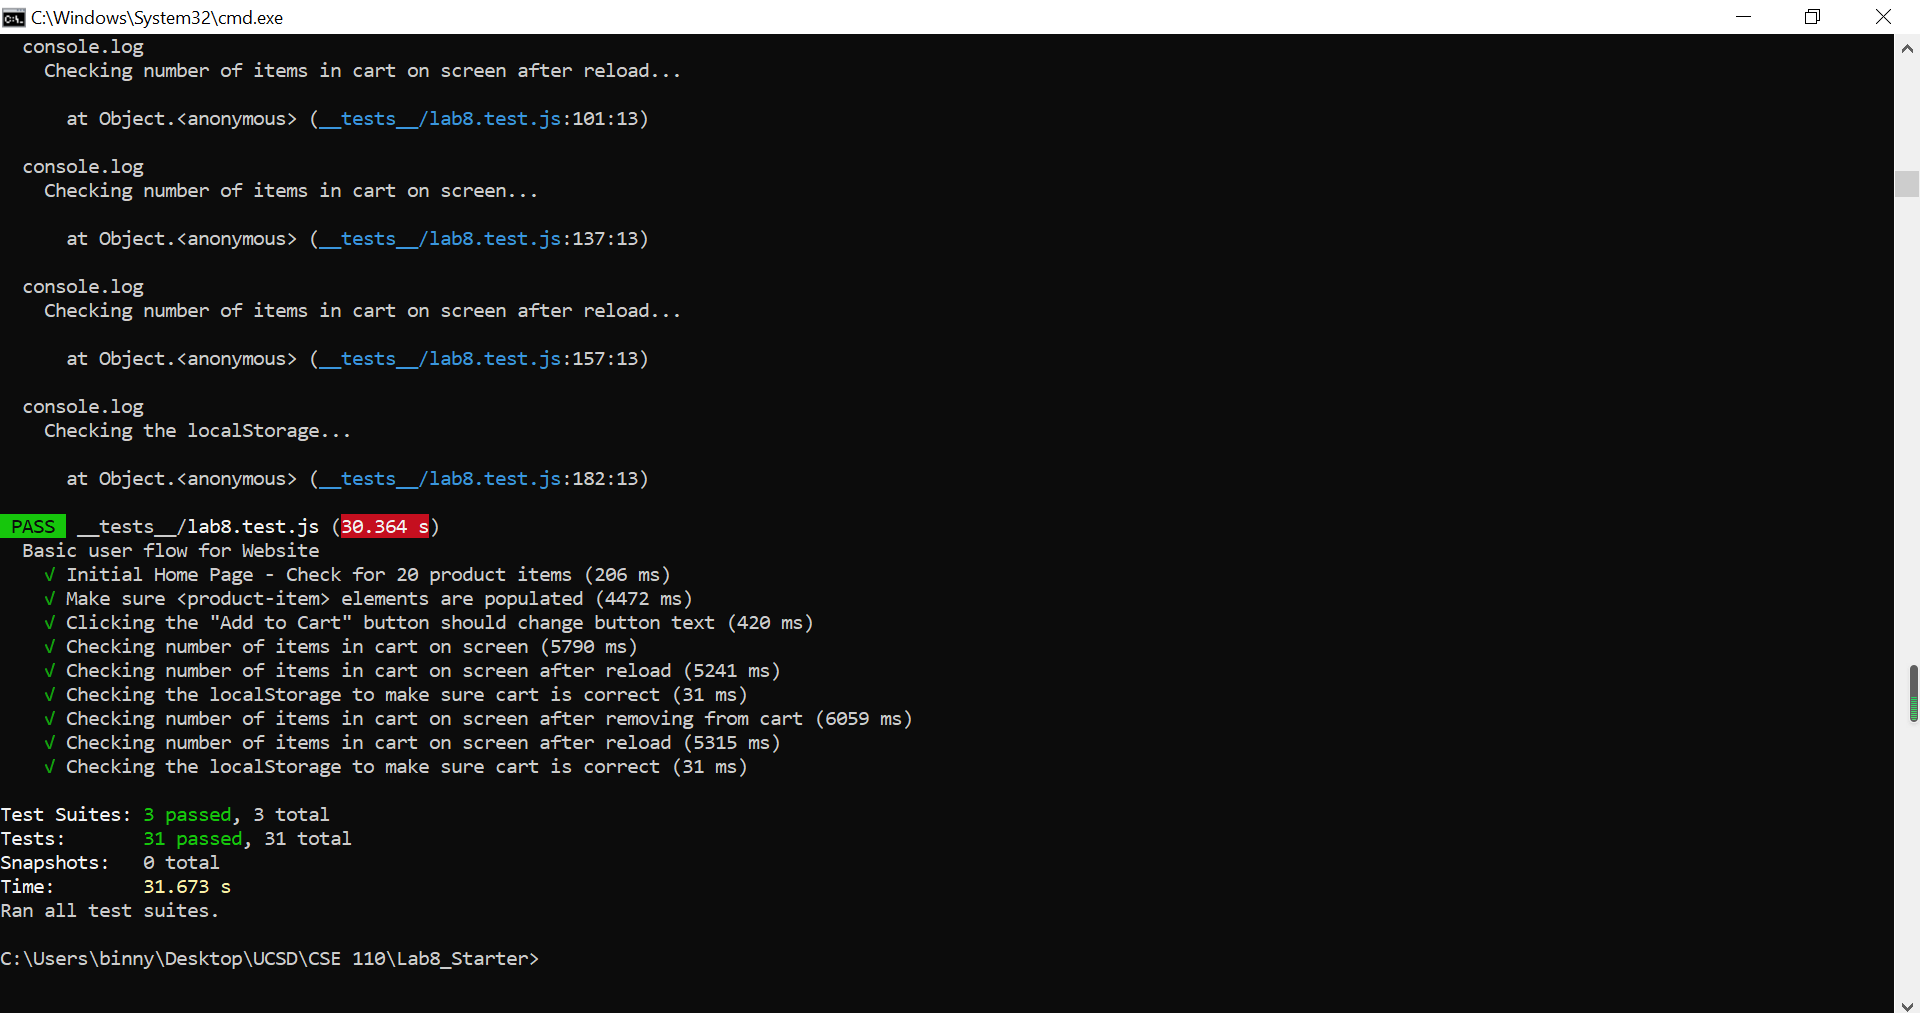 C:\Windows\System32\cmd.exe
console.log
Checking number of items in cart on screen after reload...
at Object.<anonymous> (__tests__/lab8.test.js:101:13)
console.log
Checking number of items in cart on screen...
at Object.<anonymous> (__tests__/lab8.test.js:137:13)
console.log
Checking number of items in cart on screen after reload...
at Object.<anonymous> (__tests__/lab8.test.js:157:13)
console.log
Checking the localStorage...
at Object.<anonymous> (__tests__/lab8.test.js:182:13)
PASS __tests__/lab8.test.js (30.364 s)
Basic user flow for Website
√ Initial Home Page - Check for 20 product items (206 ms)
√ Make sure <product-item> elements are populated (4472 ms)
√ Clicking the "Add to Cart" button should change button text (420 ms)
√ Checking number of items in cart on screen (5790 ms)
√ Checking number of items in cart on screen after reload (5241 ms)
√ Checking the localStorage to make sure cart is correct (31 ms)
√ Checking number of items in cart on screen after removing from cart (6059 ms)
√ Checking number of items in cart on screen after reload (5315 ms)
√ Checking the localStorage to make sure cart is correct (31 ms)
Test Suites: 3 passed, 3 total
Tests: 31 passed, 31 total
Snapshots: 0 total
Time: 31.673 s
Ran all test suites.
C:\Users\binny\Desktop\UCSD\CSE 110\Lab8_Starter>